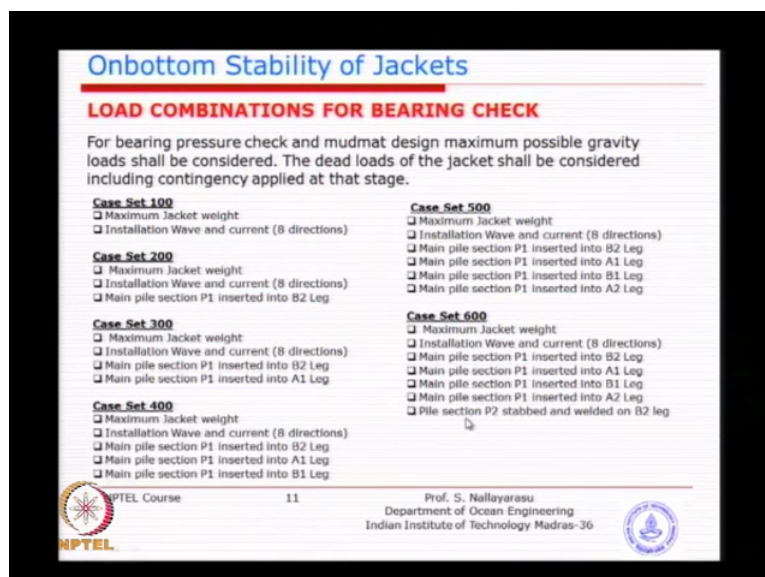 Onbottom Stability of Jackets
LOAD COMBINATIONS FOR BEARING CHECK
For bearing pressure check and mudmat design maximum possible gravity
loads shall be considered. The dead loads of the jacket shall be considered
including contingency applied at that stage.
Case Set 100
❑ Maximum Jacket weight
❑ Installation Wave and current (8 directions)
Case Set 200
❑ Maximum Jacket weight
❑ Installation Wave and current (8 directions)
❑ Main pile section P1 inserted into B2 Leg
Case Set 300
❑ Maximum Jacket weight
❑ Installation Wave and current (8 directions)
❑ Main pile section P1 inserted into B2 Leg
❑ Main pile section P1 inserted into A1 Leg
Case Set 400
❑ Maximum Jacket weight
❑ Installation Wave and current (8 directions)
❑ Main pile section P1 inserted into B2 Leg
❑ Main pile section P1 inserted into A1 Leg
❑ Main pile section P1 inserted into B1 Leg
Case Set 500
❑ Maximum Jacket weight
❑ Installation Wave and current (8 directions)
❑ Main pile section P1 inserted into B2 Leg
❑ Main pile section P1 inserted into A1 Leg
❑ Main pile section P1 inserted into B1 Leg
❑ Main pile section P1 inserted into A2 Leg
Case Set 600
❑ Maximum Jacket weight
❑ Installation Wave and current (8 directions)
❑ Main pile section P1 inserted into B2 Leg
❑ Main pile section P1 inserted into A1 Leg
❑ Main pile section P1 inserted into B1 Leg
❑ Main pile section P1 inserted into A2 Leg
❑ Pile section P2 stabbed and welded on B2 leg
NPTEL Course
11
Prof. S. Nallayarasu
Department of Ocean Engineering
Indian Institute of Technology Madras-36
NPTEL